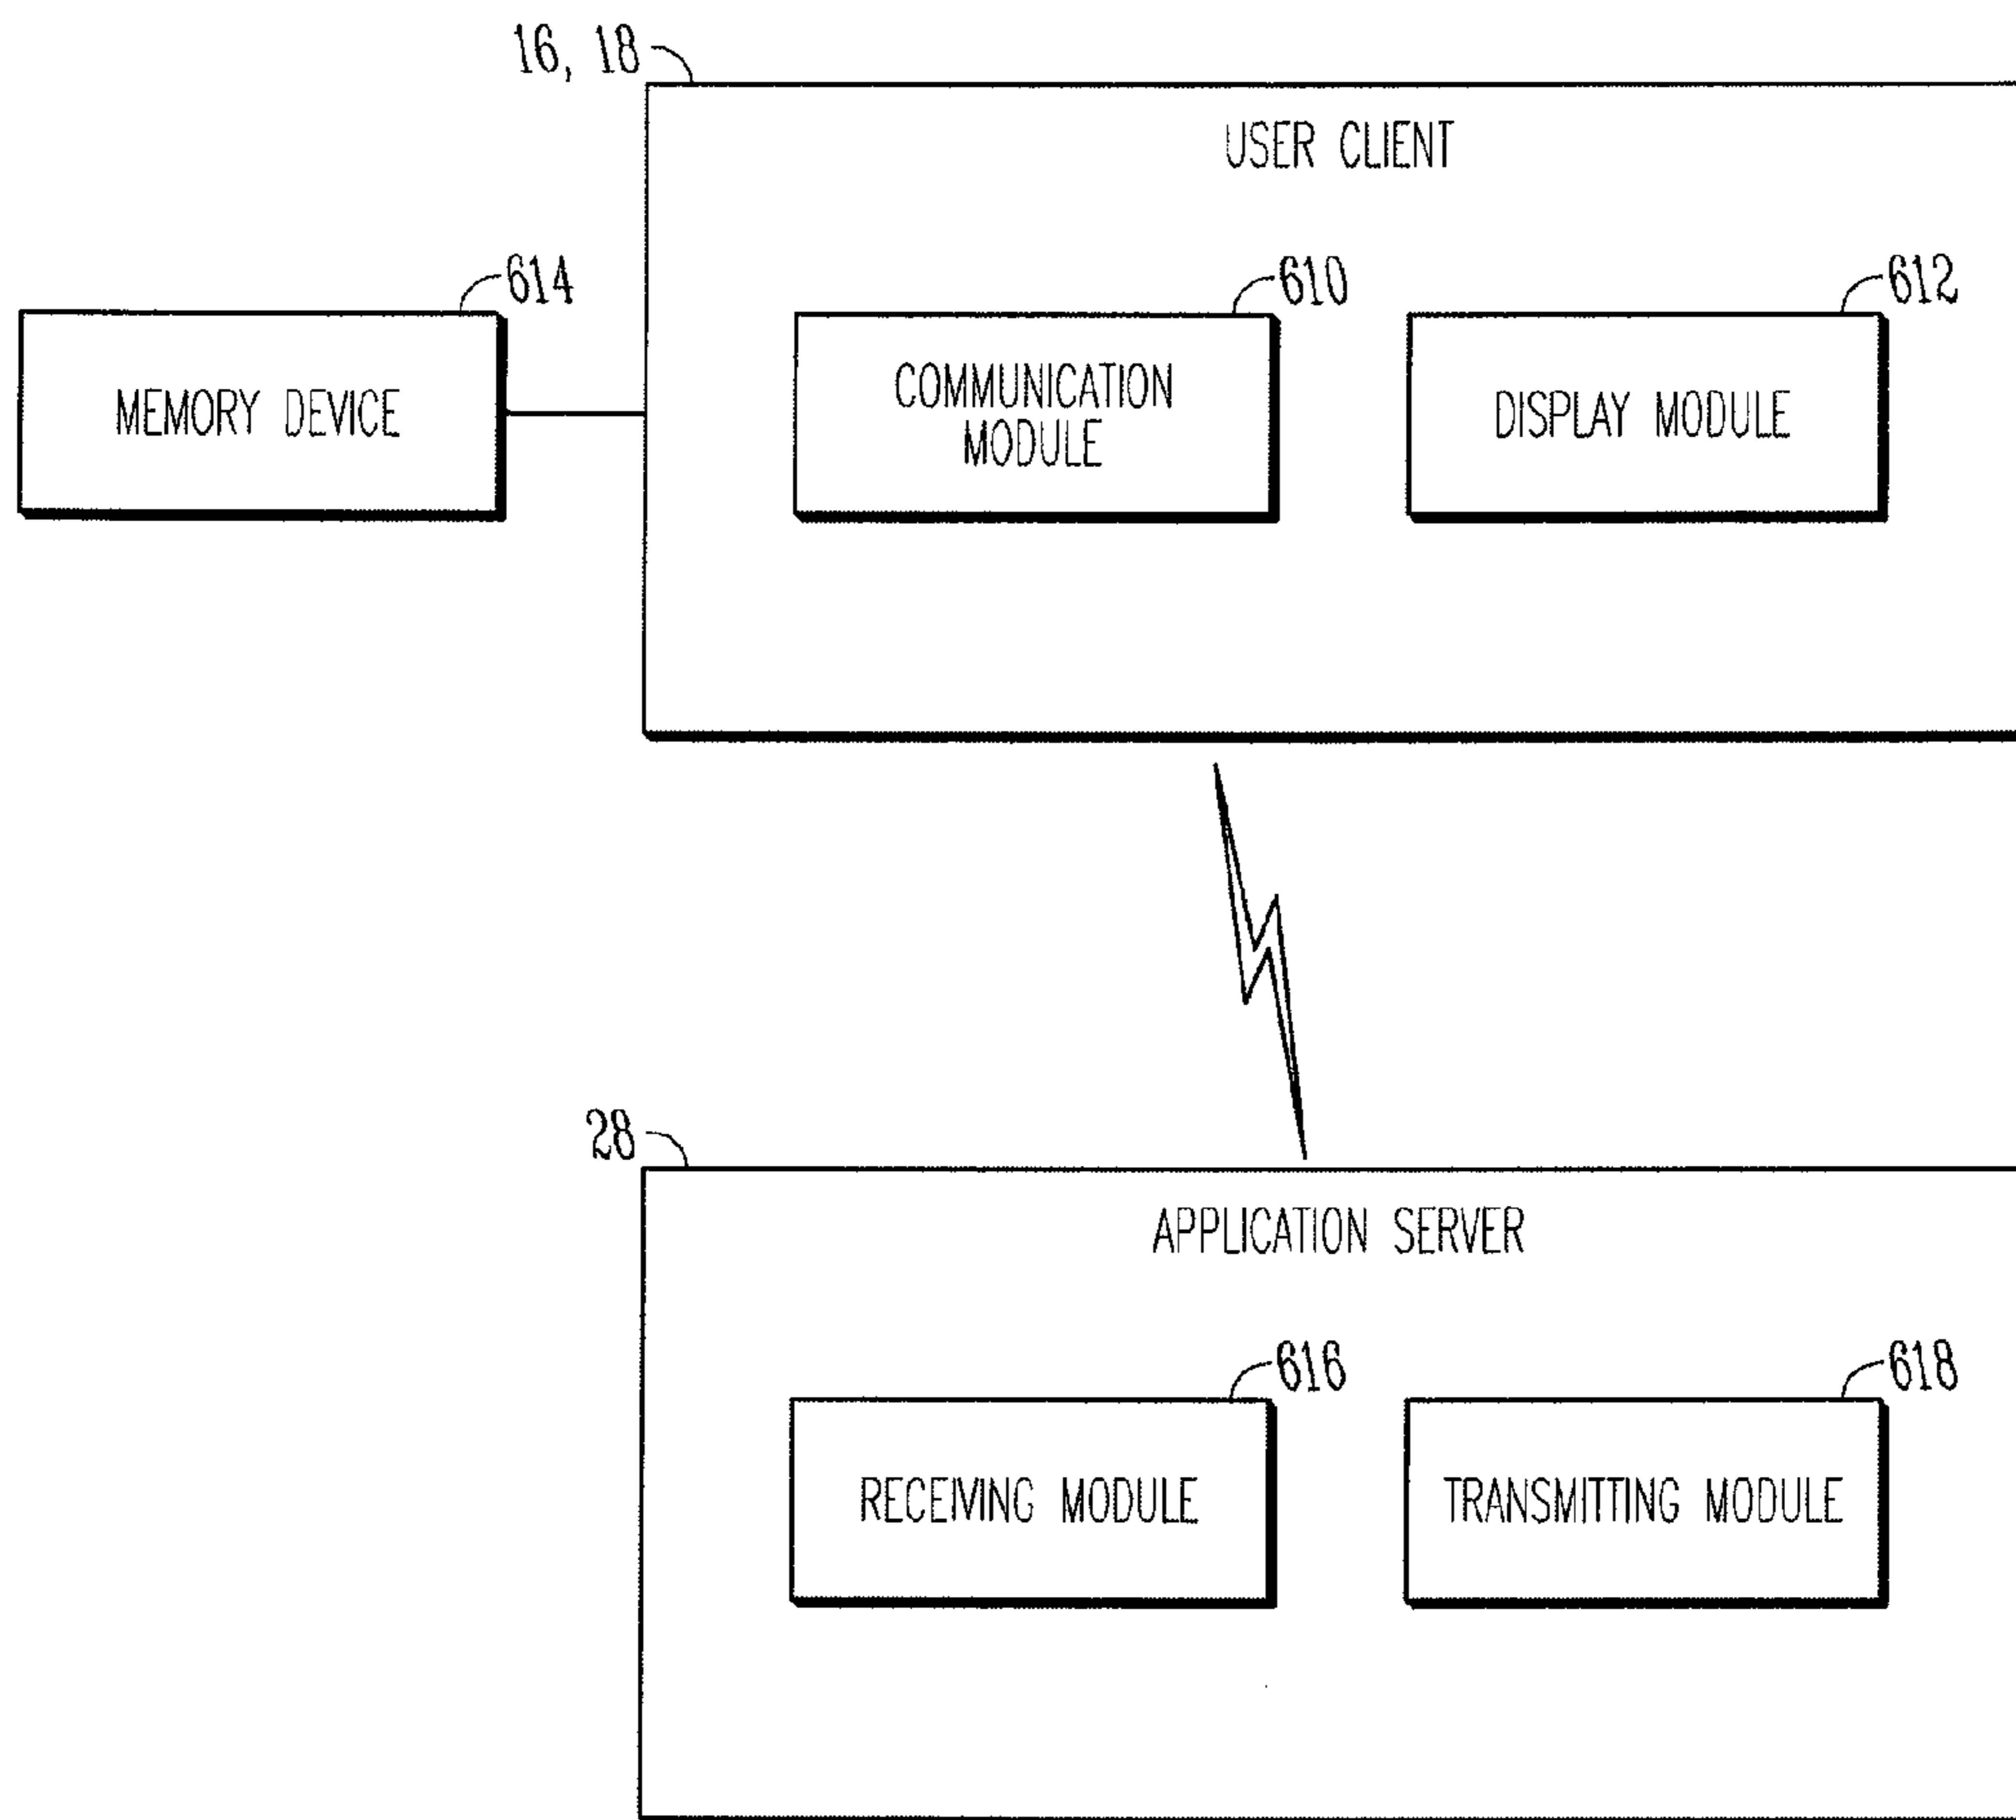 16, 18
USER CLIENT
614
610
612
MEMORY DEVICE
COMMUNICATION
MODULE
DISPLAY MODULE
28
APPLICATION SERVER
616
618
RECEIVING MODULE
TRANSMITTING MODULE